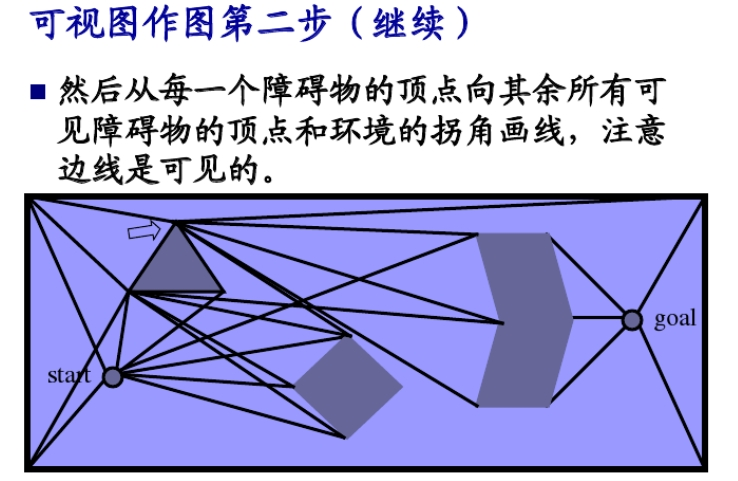 可视图作图第二步（继续）
然后从每一个障碍物的顶点向其余所有可
见障碍物的顶点和环境的拐角画线，注意
边线是可见的。
goal
start